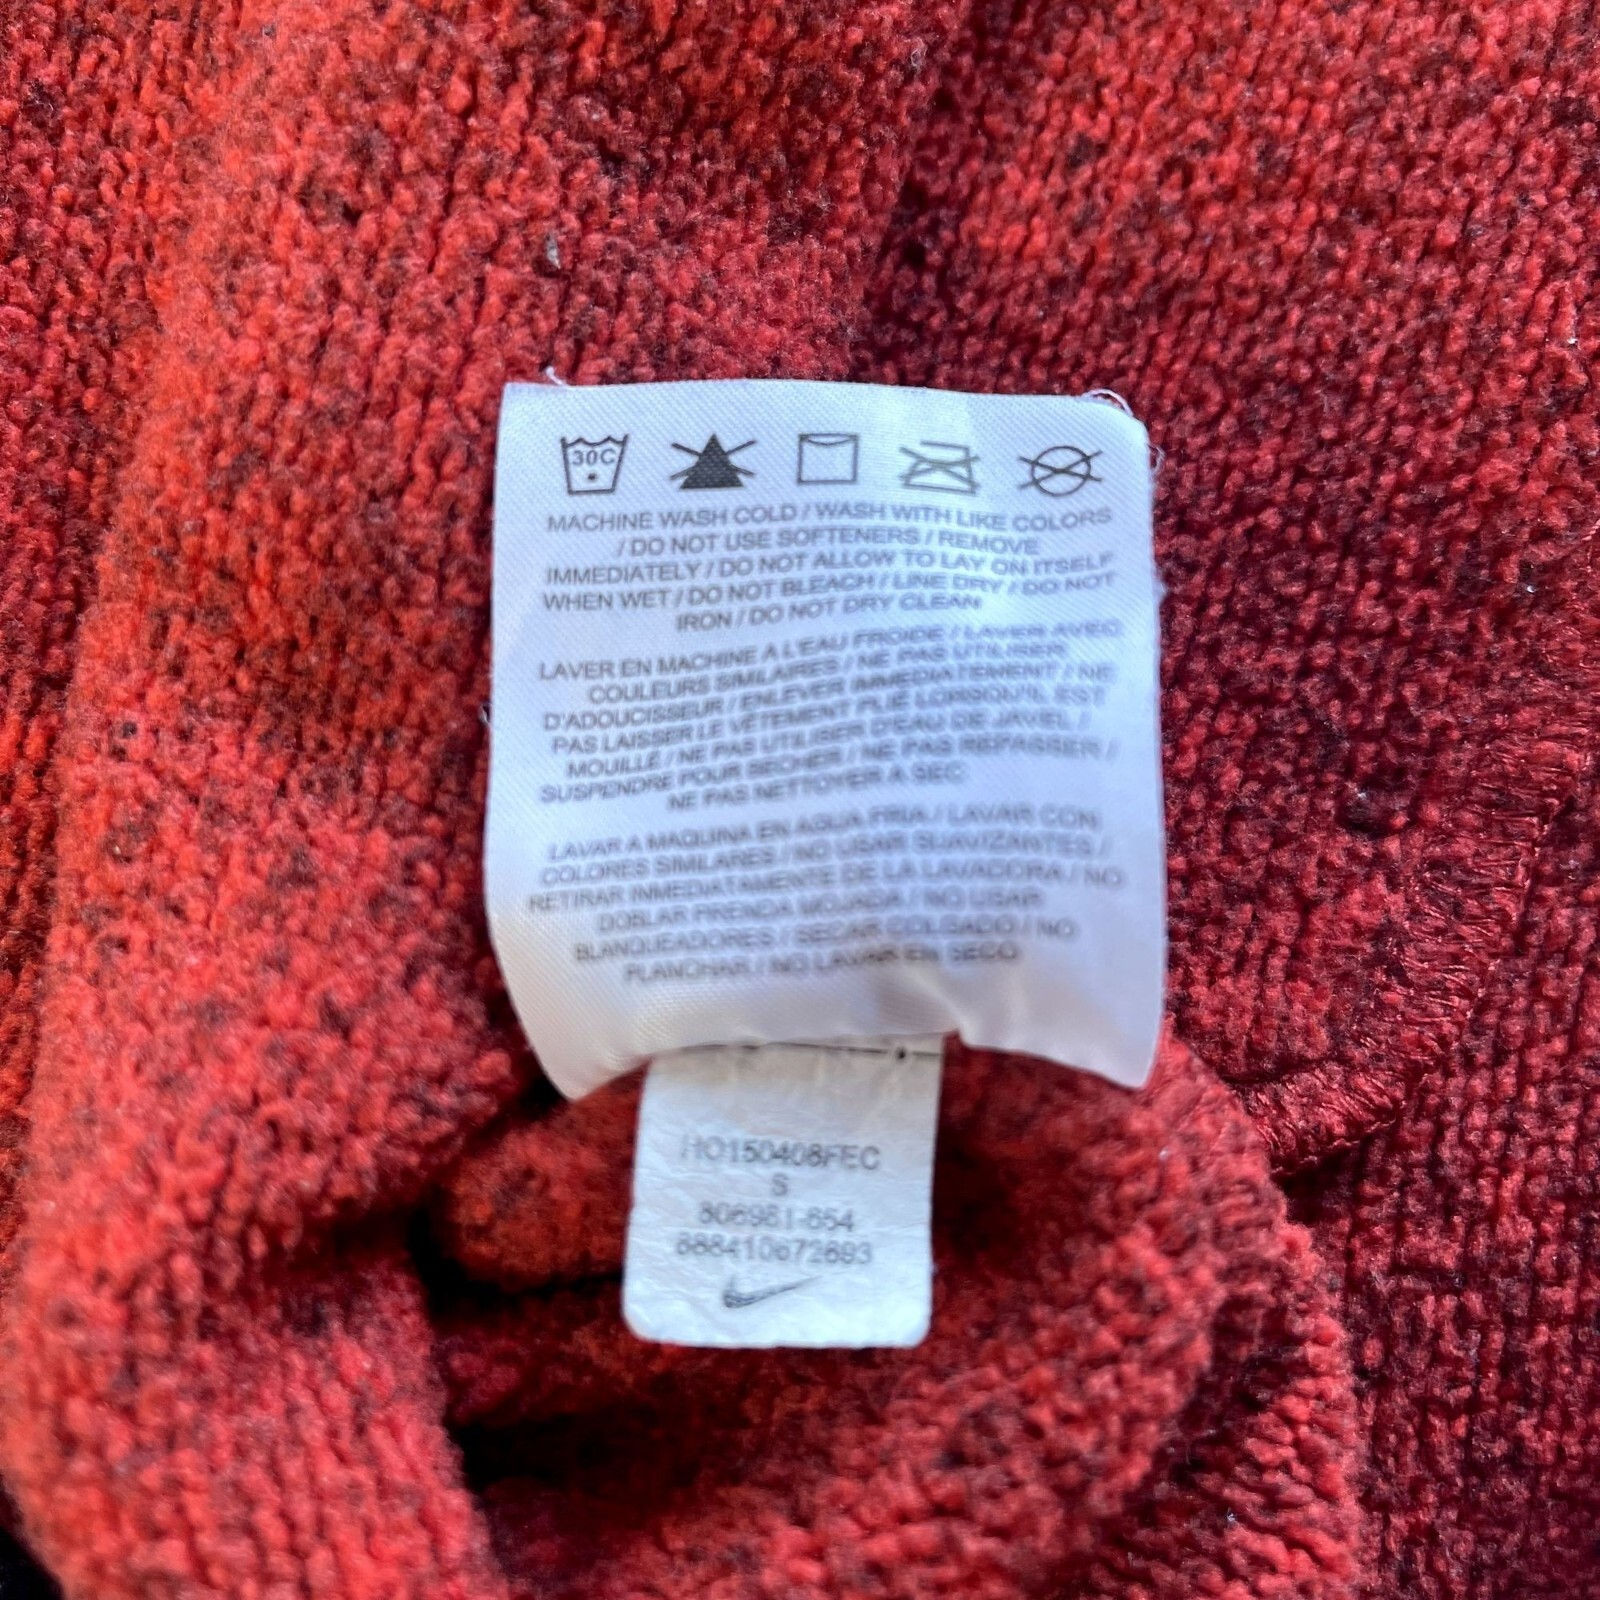 30C
MACHINE WASH COLD / WASH WITH LIKE COLORS
/ DO NOT USE SOFTENERS / REMOVE
IMMEDIATELY / DO NOT ALLOW TO LAY ON ITSELF
WHEN WET / DO NOT BLEACH / LINE DRY / DO NOT
IRON / DO NOT DRY CLEAN
LAVER EN MACHINE A L'EAU FROIDE / LAVER AVEC
COULEURS SIMILAIRES / NE PAS UTILISER
D'ADOUCISSEUR / ENLEVER IMMEDIATEMENT / NE
PAS LAISSER LE VÊTEMENT PLIÉ LORSQU'IL EST
MOUILLÉ / NE PAS UTILISER D'EAU DE JAVEL /
SUSPENDRE POUR SECHER / NE PAS REPASSER /
NE PAS NETTOYER A SEC
LAVAR A MAQUINA EN AGUA FRIA / LAVAR CON
COLORES SIMILARES / NO USAR SUAVIZANTES /
RETIRAR INMEDIATAMENTE DE LA LAVADORA / NO
DOBLAR PRENDA MOJADA / NO USAR
BLANQUEADORES / SECAR COLGADO / NO
PLANCHAR / NO LAVAR EN SECO
HO150408FEC
S
806981-654